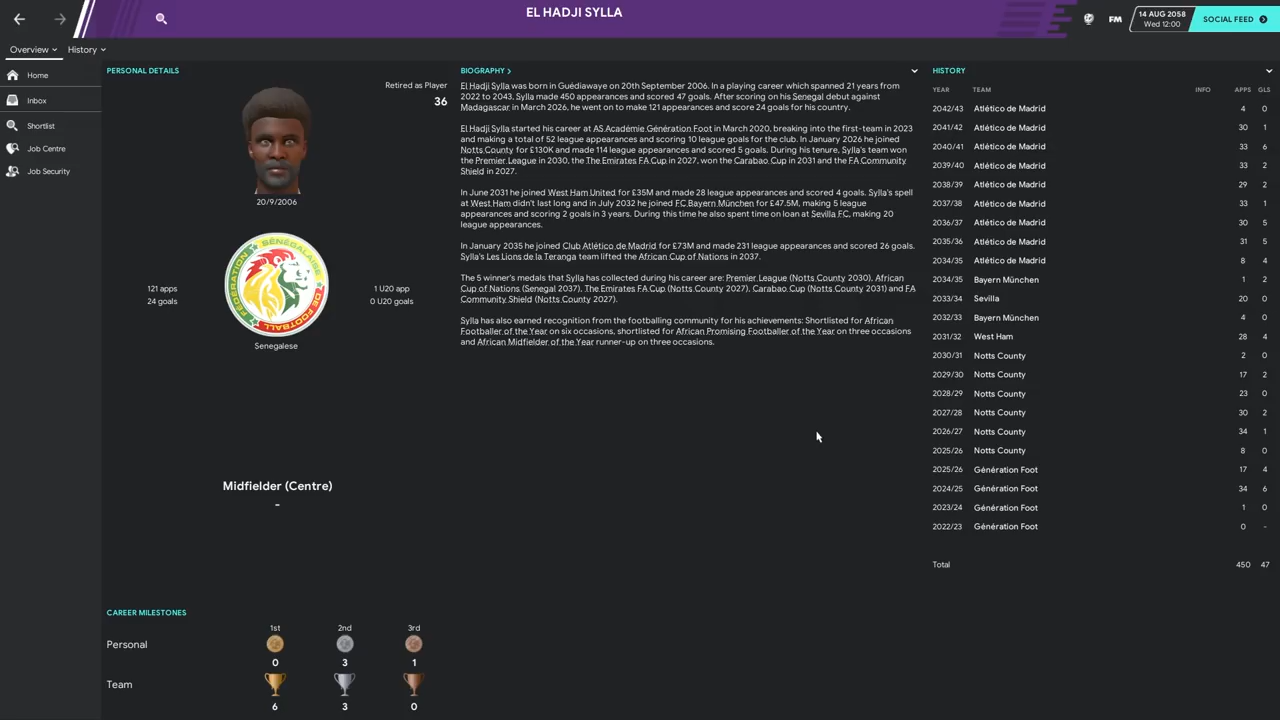 EL HADJI SYLLA
FM
14 AUG 2058
Wed 12:00
SOCIAL FEED
Overview
History
Home
Inbox
Shortlist
Job Centre
Job Security
PERSONAL DETAILS
Retired as Player
36
20/9/2006
121 apps
24 goals
FÉDÉRATION SÉNÉGALAISE DE FOOTBALL
1 U20 app
0 U20 goals
Senegalese
Midfielder (Centre)
-
CAREER MILESTONES
1st 2nd 3rd
Personal
0 3 1
Team
6 3 0
BIOGRAPHY
El Hadji Sylla was born in Guédiawaye on 20th September 2006. In a playing career which spanned 21 years from
2022 to 2043, Sylla made 450 appearances and scored 47 goals. After scoring on his Senegal debut against
Madagascar in March 2026, he went on to make 121 appearances and score 24 goals for his country.
El Hadji Sylla started his career at AS Académie Génération Foot in March 2020, breaking into the first-team in 2023
and making a total of 52 league appearances and scoring 10 league goals for the club. In January 2026 he joined
Notts County for £130K and made 114 league appearances and scored 5 goals. During his tenure, Sylla's team won
the Premier League in 2030, the The Emirates FA Cup in 2027, won the Carabao Cup in 2031 and the FA Community
Shield in 2027.
In June 2031 he joined West Ham United for £35M and made 28 league appearances and scored 4 goals. Sylla's spell
at West Ham didn't last long and in July 2032 he joined FC Bayern München for £47.5M, making 5 league
appearances and scoring 2 goals in 3 years. During this time he also spent time on loan at Sevilla FC, making 20
league appearances.
In January 2035 he joined Club Atlético de Madrid for £73M and made 231 league appearances and scored 26 goals.
Sylla's Les Lions de la Teranga team lifted the African Cup of Nations in 2037.
The 5 winner's medals that Sylla has collected during his career are: Premier League (Notts County 2030), African
Cup of Nations (Senegal 2037), The Emirates FA Cup (Notts County 2027), Carabao Cup (Notts County 2031) and FA
Community Shield (Notts County 2027).
Sylla has also earned recognition from the footballing community for his achievements: Shortlisted for African
Footballer of the Year on six occasions, shortlisted for African Promising Footballer of the Year on three occasions
and African Midfielder of the Year runner-up on three occasions.
HISTORY
YEAR TEAM INFO APPS GLS
2042/43 Atlético de Madrid 4 0
2041/42 Atlético de Madrid 30 1
2040/41 Atlético de Madrid 33 6
2039/40 Atlético de Madrid 33 2
2038/39 Atlético de Madrid 29 2
2037/38 Atlético de Madrid 33 1
2036/37 Atlético de Madrid 30 5
2035/36 Atlético de Madrid 31 5
2034/35 Atlético de Madrid 8 4
2034/35 Bayern München 1 2
2033/34 Sevilla 20 0
2032/33 Bayern München 4 0
2031/32 West Ham 28 4
2030/31 Notts County 2 0
2029/30 Notts County 17 2
2028/29 Notts County 23 0
2027/28 Notts County 30 2
2026/27 Notts County 34 1
2025/26 Notts County 8 0
2025/26 Génération Foot 17 4
2024/25 Génération Foot 34 6
2023/24 Génération Foot 1 0
2022/23 Génération Foot 0 -
Total 450 47